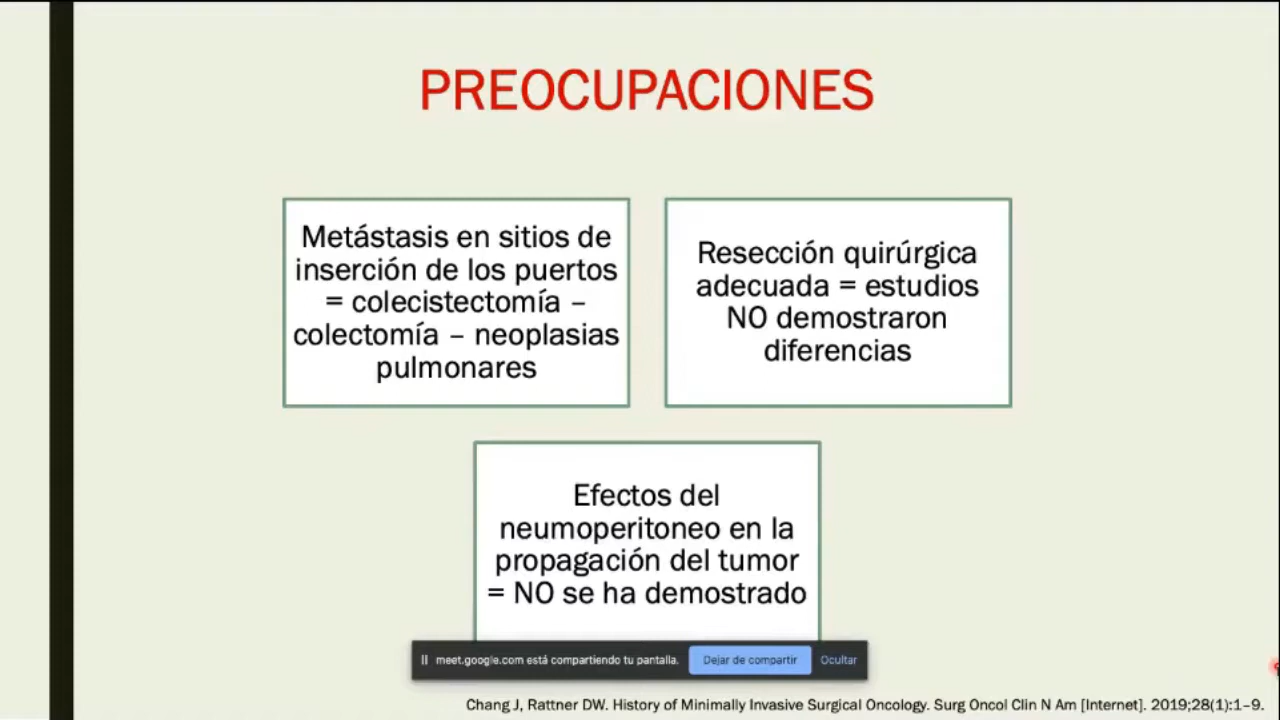 PREOCUPACIONES
Metástasis en sitios de
inserción de los puertos
= colecistectomía –
colectomía – neoplasias
pulmonares
Resección quirúrgica
adecuada = estudios
NO demostraron
diferencias
Efectos del
neumoperitoneo en la
propagación del tumor
= NO se ha demostrado
meet.google.com está compartiendo tu pantalla.
Dejar de compartir
Ocultar
Chang J, Rattner DW. History of Minimally Invasive Surgical Oncology. Surg Oncol Clin N Am [Internet]. 2019;28(1):1–9.